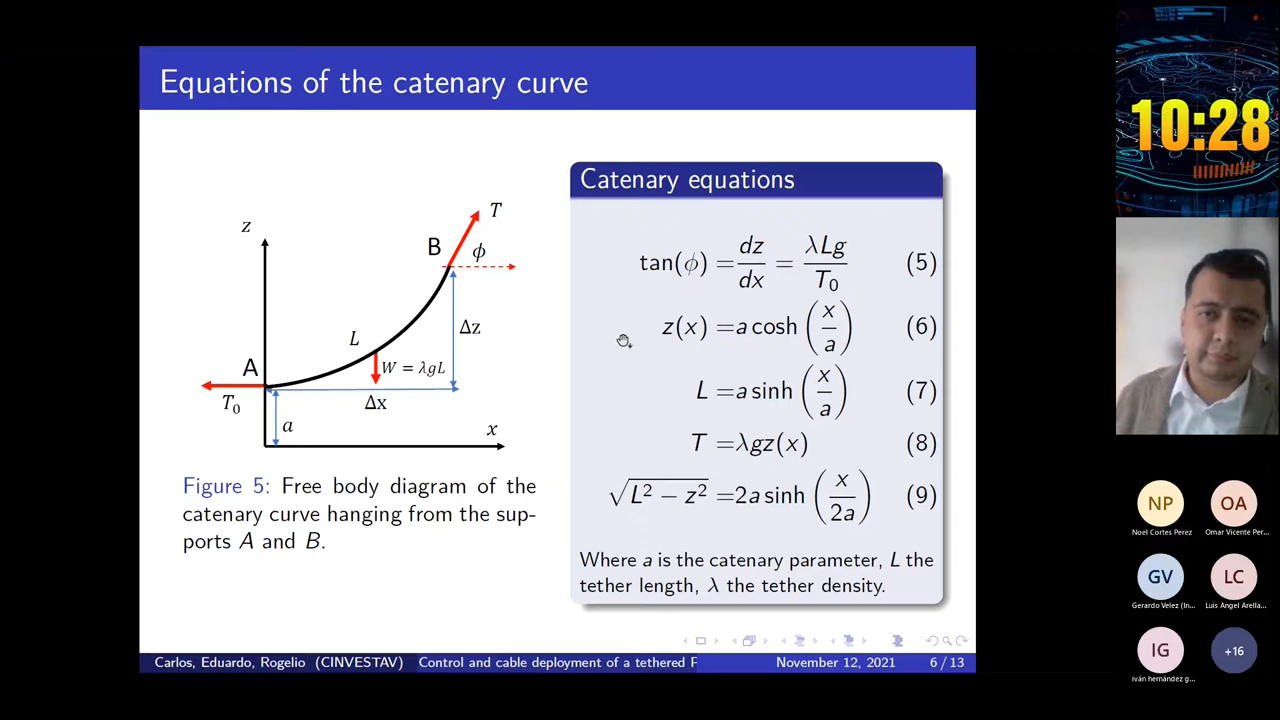 Equations of the catenary curve
10:28
Catenary equations
z
T
B
ϕ
tan(ϕ) = dz/dx = λLg/T₀ (5)
z(x) = a cosh (x/a) (6)
L
Δz
A
W = λgL
L = a sinh (x/a) (7)
T₀
Δx
a
x
T = λgz(x) (8)
√(L² − z²) = 2a sinh (x/2a) (9)
Figure 5: Free body diagram of the
catenary curve hanging from the sup-
ports A and B.
Where a is the catenary parameter, L the
tether length, λ the tether density.
Carlos, Eduardo, Rogelio (CINVESTAV)
Control and cable deployment of a tethered F
November 12, 2021
6 / 13
NP
OA
Noel Cortes Perez
Omar Vicente Per...
GV
LC
Gerardo Velez (In...
Luis Angel Arella...
IG
+16
iván hernández g...